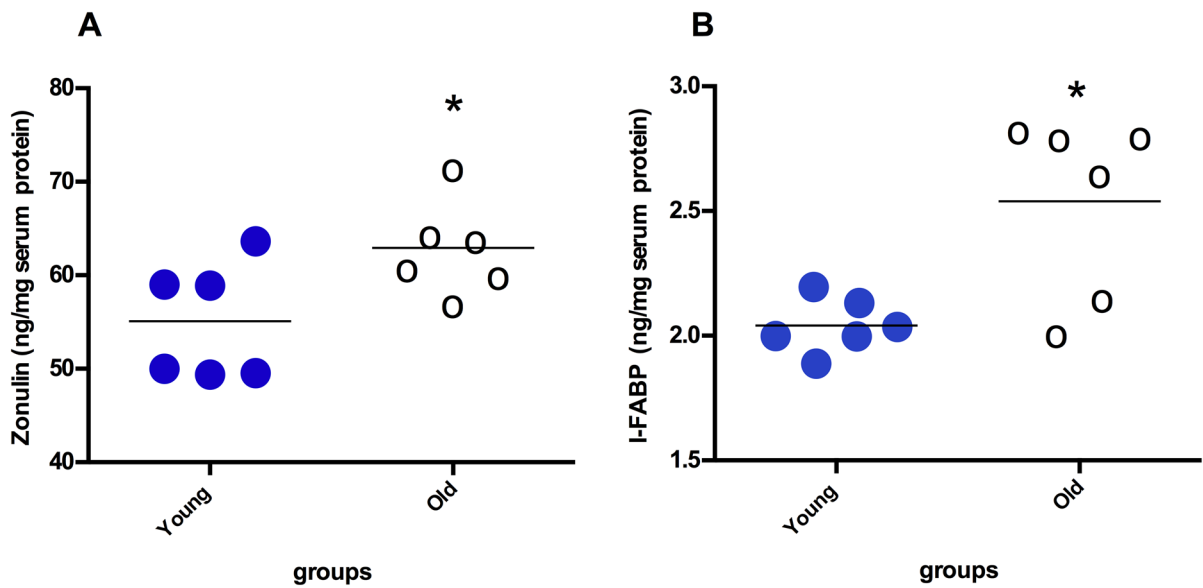 A
Zonulin (ng/mg serum protein)
80
70
60
50
40
*
Young
Old
groups
B
I-FABP (ng/mg serum protein)
3.0
2.5
2.0
1.5
*
Young
Old
groups